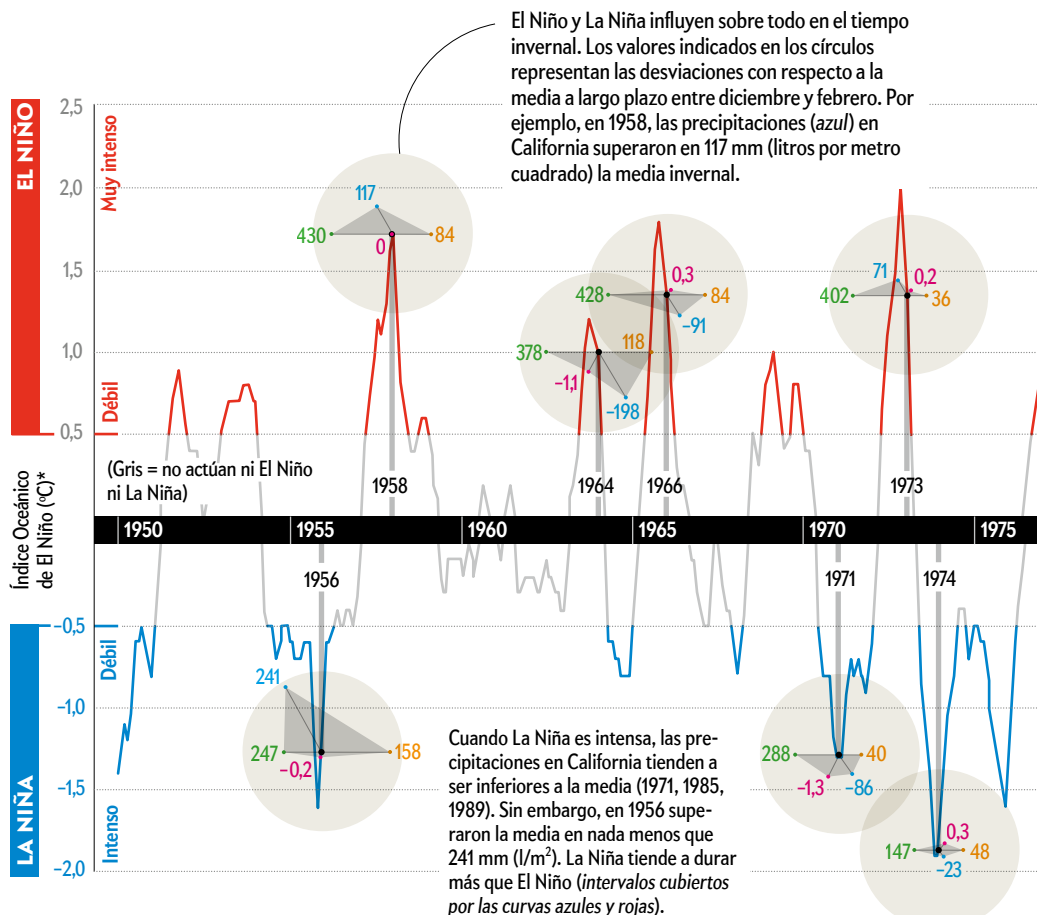 El Niño y La Niña influyen sobre todo en el tiempo
invernal. Los valores indicados en los círculos
representan las desviaciones con respecto a la
media a largo plazo entre diciembre y febrero. Por
ejemplo, en 1958, las precipitaciones (azul) en
California superaron en 117 mm (litros por metro
cuadrado) la media invernal.
EL NIÑO
Muy intenso
Débil
2,5
2,0
1,5
1,0
0,5
117
430
84
0
0,3
428
84
–91
378
118
–1,1
–198
71
0,2
402
36
(Gris = no actúan ni El Niño
ni La Niña)
1958
1964
1966
1973
Índice Oceánico
de El Niño (ºC)*
1950
1955
1960
1965
1970
1975
1956
1971
1974
LA NIÑA
Débil
Intenso
–0,5
–1,0
–1,5
–2,0
241
247
158
–0,2
288
40
–1,3
–86
147
0,3
48
–23
Cuando La Niña es intensa, las pre-
cipitaciones en California tienden a
ser inferiores a la media (1971, 1985,
1989). Sin embargo, en 1956 supe-
raron la media en nada menos que
241 mm (l/m²). La Niña tiende a durar
más que El Niño (intervalos cubiertos
por las curvas azules y rojas).